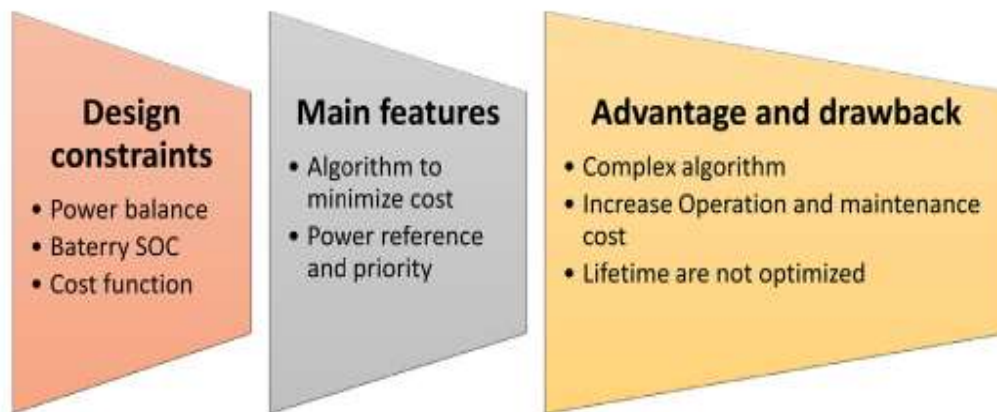 Design
constraints
• Power balance
• Baterry SOC
• Cost function
Main features
• Algorithm to
minimize cost
• Power reference
and priority
Advantage and drawback
• Complex algorithm
• Increase Operation and maintenance
cost
• Lifetime are not optimized